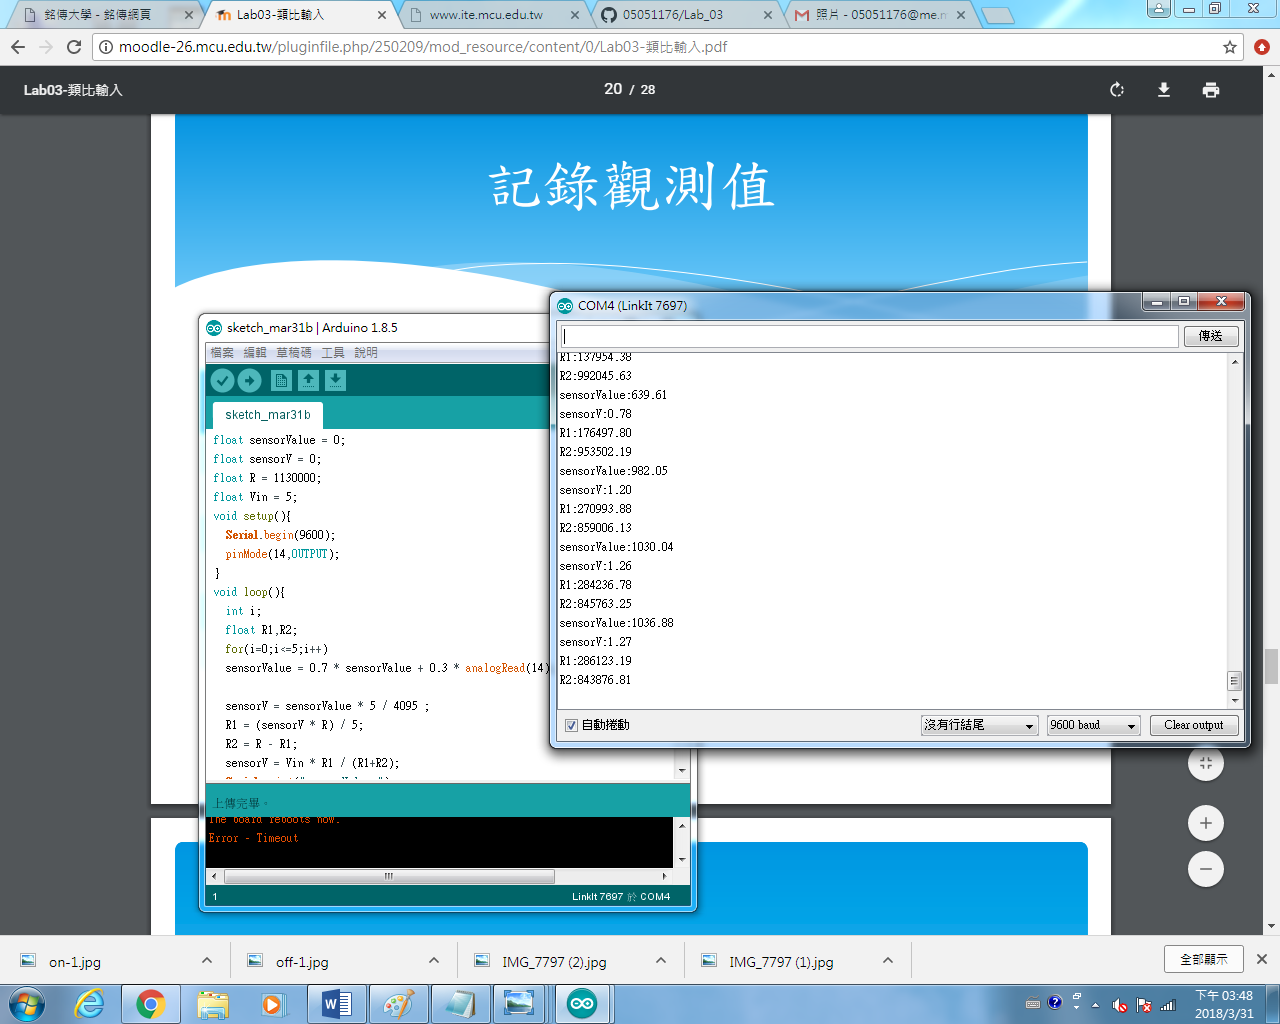 銘傳大學 - 銘傳網頁
Lab03-類比輸入
www.ite.mcu.edu.tw
05051176/Lab_03
照片 - 05051176@me.m
moodle-26.mcu.edu.tw/pluginfile.php/250209/mod_resource/content/0/Lab03-類比輸入.pdf
Lab03-類比輸入
20 / 28
記錄觀測值
sketch_mar31b | Arduino 1.8.5
檔案 編輯 草稿碼 工具 說明
sketch_mar31b
float sensorValue = 0;
float sensorV = 0;
float R = 1130000;
float Vin = 5;
void setup(){
Serial.begin(9600);
pinMode(14,OUTPUT);
}
void loop(){
int i;
float R1,R2;
for(i=0;i<=5;i++)
sensorValue = 0.7 * sensorValue + 0.3 * analogRead(14)
sensorV = sensorValue * 5 / 4095 ;
R1 = (sensorV * R) / 5;
R2 = R - R1;
sensorV = Vin * R1 / (R1+R2);
上傳完畢。
The board reboots now.
Error - Timeout
1
LinkIt 7697 於 COM4
COM4 (LinkIt 7697)
傳送
R1:137954.38
R2:992045.63
sensorValue:639.61
sensorV:0.78
R1:176497.80
R2:953502.19
sensorValue:982.05
sensorV:1.20
R1:270993.88
R2:859006.13
sensorValue:1030.04
sensorV:1.26
R1:284236.78
R2:845763.25
sensorValue:1036.88
sensorV:1.27
R1:286123.19
R2:843876.81
自動捲動
沒有行結尾
9600 baud
Clear output
on-1.jpg
off-1.jpg
IMG_7797 (2).jpg
IMG_7797 (1).jpg
全部顯示
下午 03:48
2018/3/31